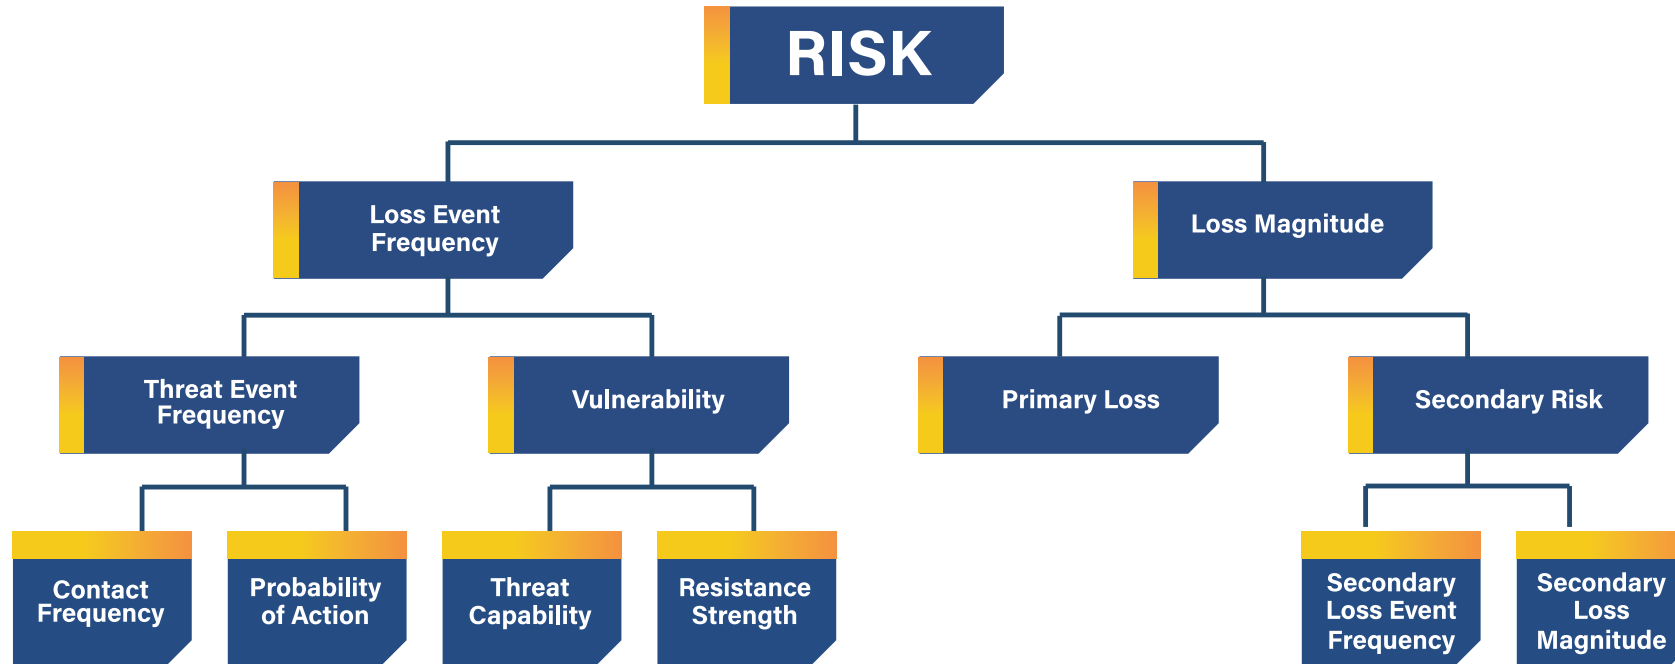 RISK
Loss Event
Frequency
Loss Magnitude
Threat Event
Frequency
Vulnerability
Primary Loss
Secondary Risk
Contact
Frequency
Probability
of Action
Threat
Capability
Resistance
Strength
Secondary
Loss Event
Frequency
Secondary
Loss
Magnitude